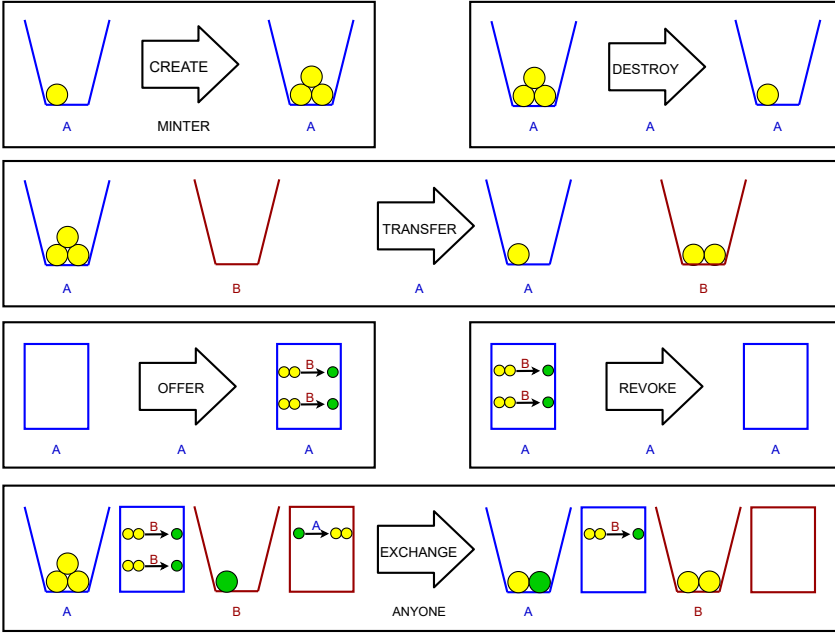 CREATE
A MINTER A
DESTROY
A A A
TRANSFER
A B A A B
B
OFFER
B
A A A
B
REVOKE
B
A A A
B A B
EXCHANGE
B
A B ANYONE A B